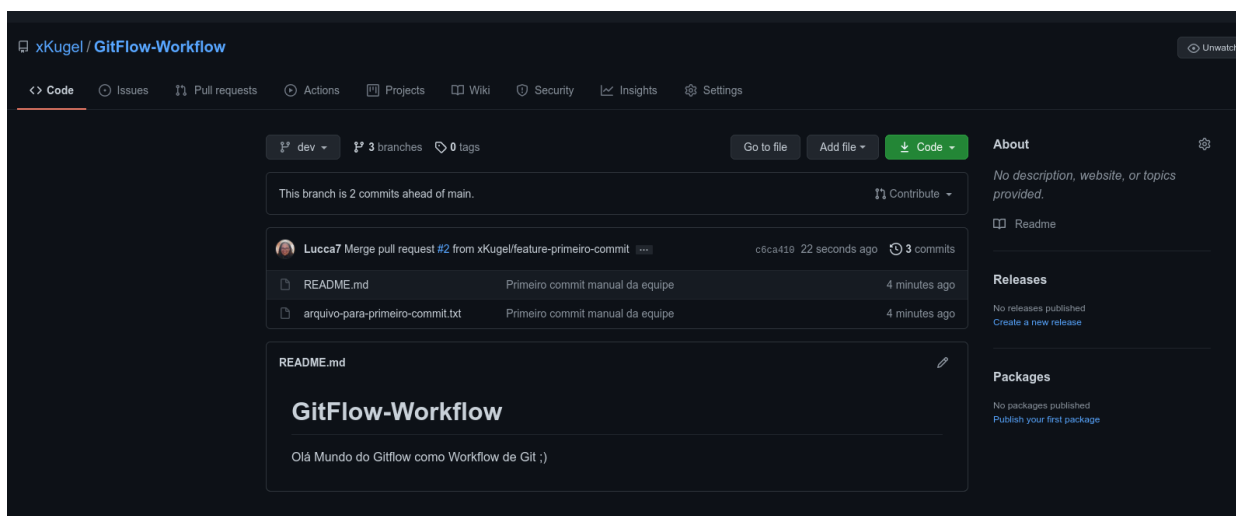 xKugel / GitFlow-Workflow
Unwatch
<> Code Issues Pull requests Actions Projects Wiki Security Insights Settings
dev 3 branches 0 tags Go to file Add file Code
This branch is 2 commits ahead of main. Contribute
Lucca7 Merge pull request #2 from xKugel/feature-primeiro-commit ... c6ca410 22 seconds ago 3 commits
README.md Primeiro commit manual da equipe 4 minutes ago
arquivo-para-primeiro-commit.txt Primeiro commit manual da equipe 4 minutes ago
README.md
GitFlow-Workflow
Olá Mundo do Gitflow como Workflow de Git ;)
About
No description, website, or topics
provided.
Readme
Releases
No releases published
Create a new release
Packages
No packages published
Publish your first package